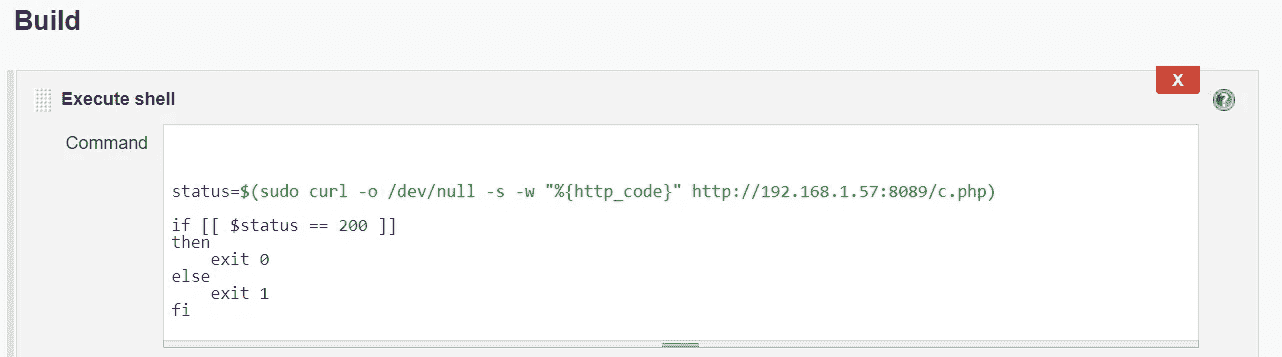 Build
X
Execute shell
?
Command
status=$(sudo curl -o /dev/null -s -w "%{http_code}" http://192.168.1.57:8089/c.php)
if [[ $status == 200 ]]
then
    exit 0
else
    exit 1
fi